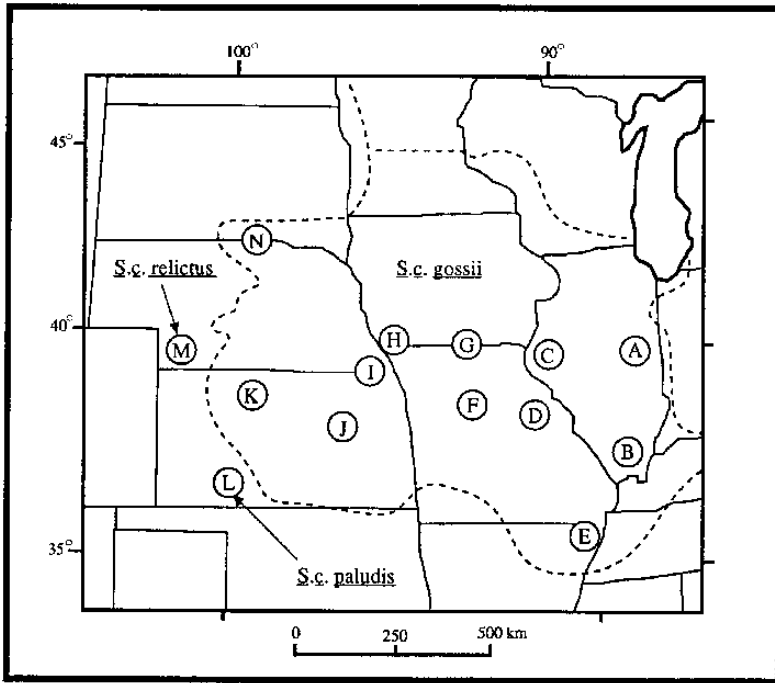 100° 90°
45°
N
S.c. gossii
S.c. relictus
40°
H G
M C A
I
K F
J D
B
L
35° E
S.c. paludis
0 250 500 km